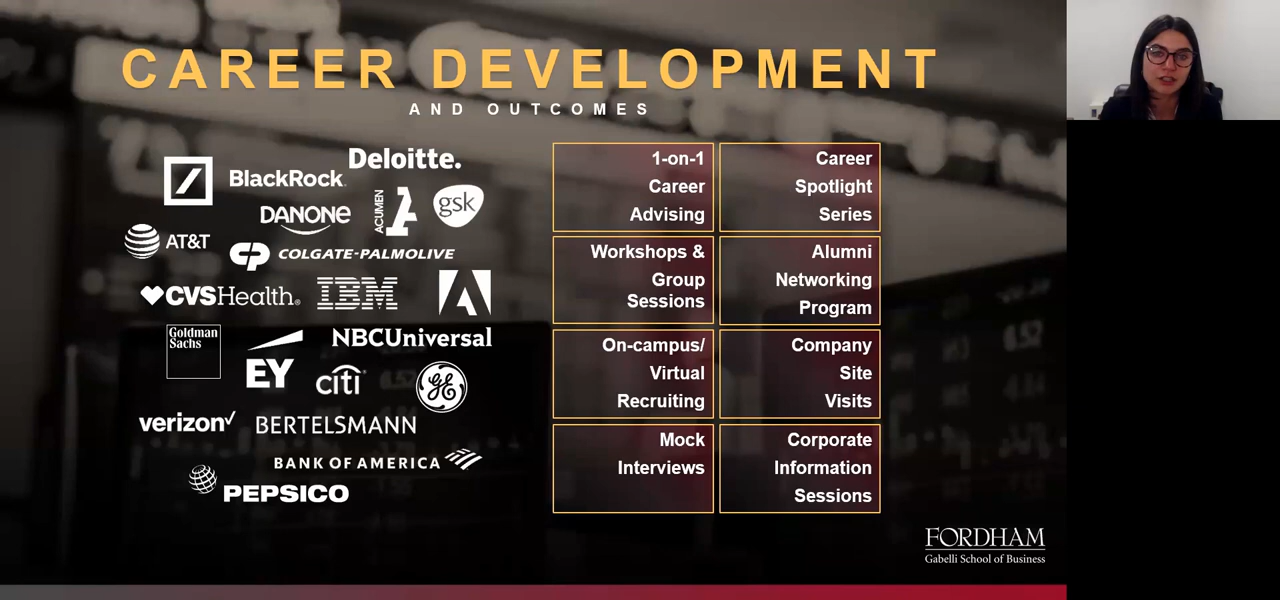 CAREER DEVELOPMENT
AND OUTCOMES
Deloitte.
BlackRock.
DANONE
ACUMEN
gsk
AT&T
CP
COLGATE-PALMOLIVE
CVSHealth®
IBM
Goldman
Sachs
NBCUniversal
EY
citi®
GE
verizon✓
BERTELSMANN
BANK OF AMERICA
PEPSICO
1-on-1
Career
Advising
Career
Spotlight
Series
Workshops &
Group
Sessions
Alumni
Networking
Program
On-campus/
Virtual
Recruiting
Company
Site
Visits
Mock
Interviews
Corporate
Information
Sessions
FORDHAM
Gabelli School of Business